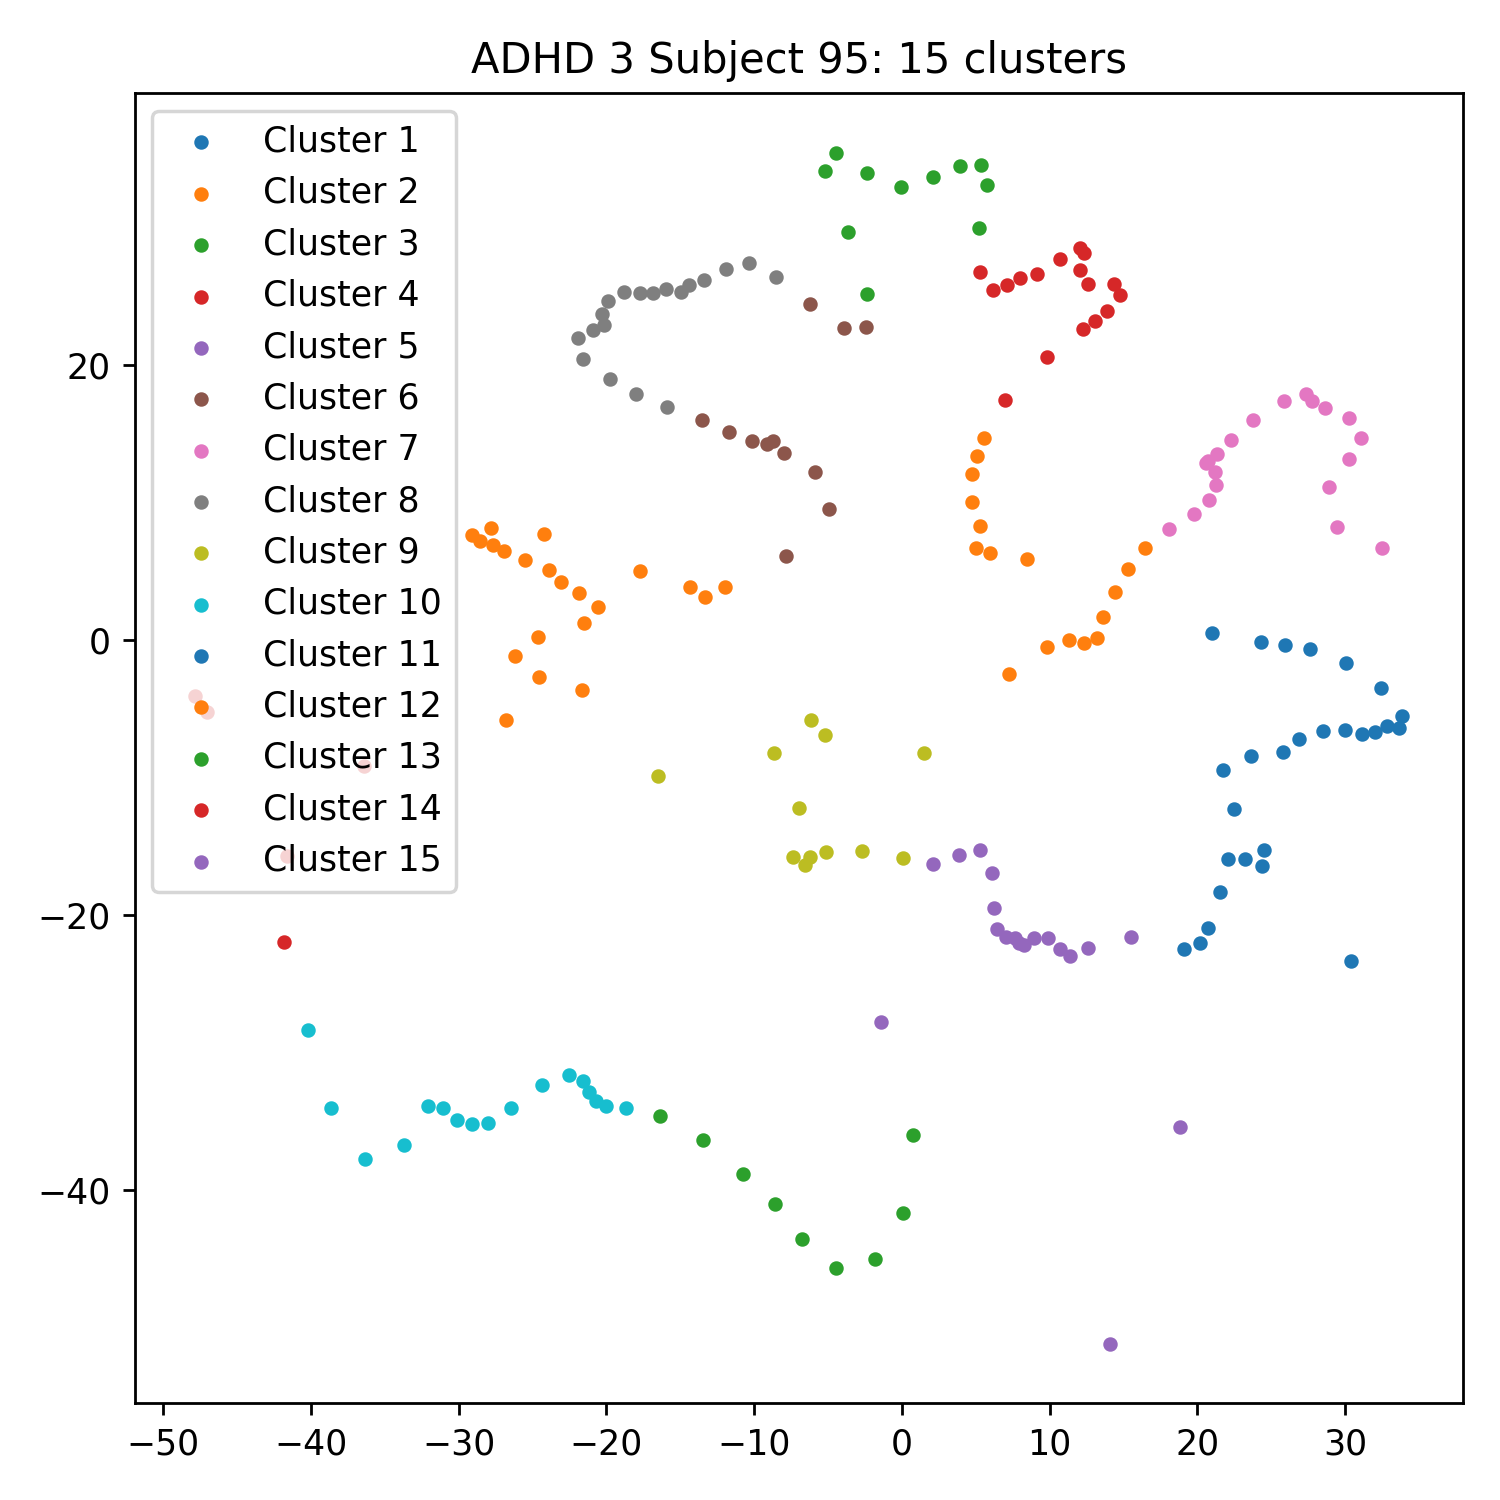 ADHD 3 Subject 95: 15 clusters
Cluster 1
Cluster 2
Cluster 3
Cluster 4
Cluster 5
Cluster 6
Cluster 7
Cluster 8
Cluster 9
Cluster 10
Cluster 11
Cluster 12
Cluster 13
Cluster 14
Cluster 15
20
0
−20
−40
−50 −40 −30 −20 −10 0 10 20 30